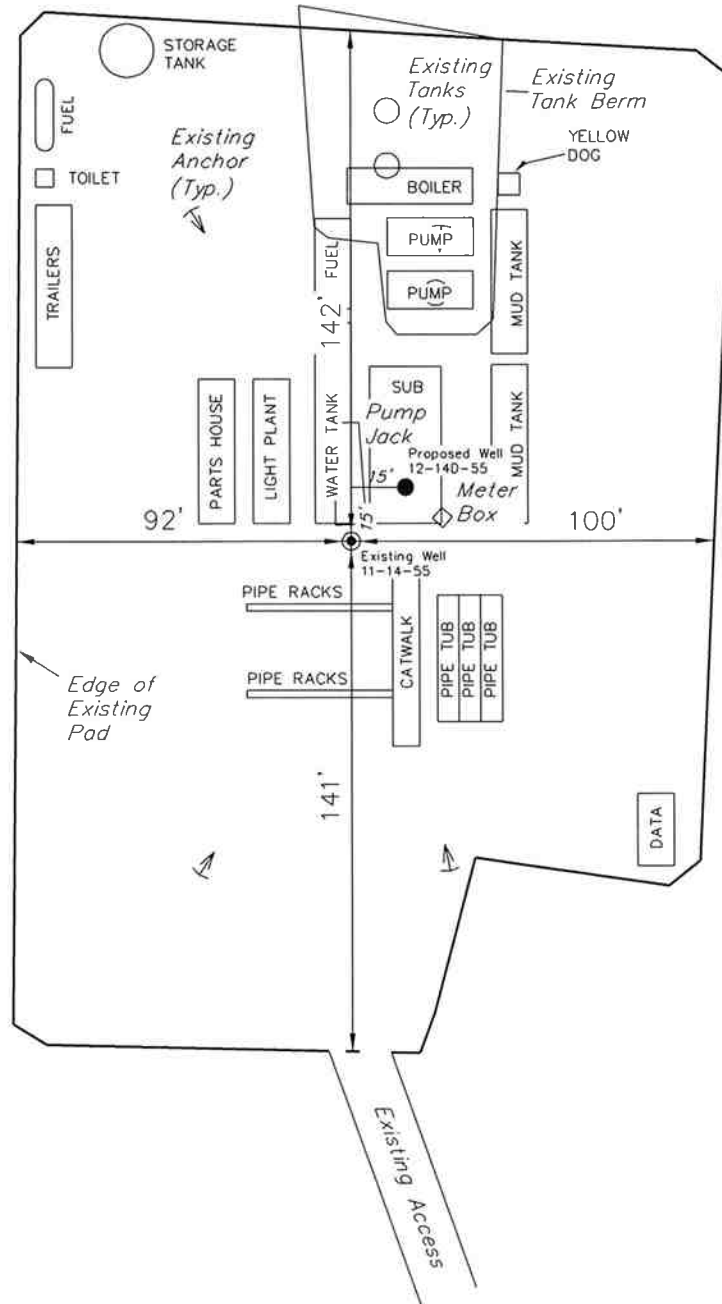 STORAGE
TANK
FUEL
TOILET
TRAILERS
Existing
Anchor
(Typ.)
Existing
Tanks
(Typ.)
Existing
Tank Berm
YELLOW
DOG
BOILER
PUMP
PUMP
FUEL
MUD TANK
142'
PARTS HOUSE
LIGHT PLANT
WATER TANK
SUB
Pump
Jack
MUD TANK
Proposed Well
12-14D-55
15'
Meter
Box
15'
92'
100'
Existing Well
11-14-55
PIPE RACKS
PIPE RACKS
CATWALK
PIPE TUB
PIPE TUB
PIPE TUB
Edge of
Existing
Pad
141'
DATA
Existing Access